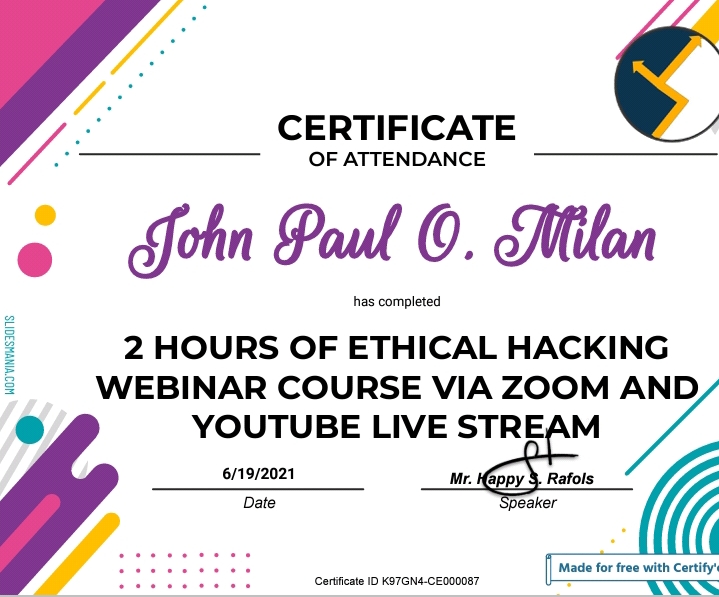 CERTIFICATE
OF ATTENDANCE
John Paul O. Milan
has completed
2 HOURS OF ETHICAL HACKING
WEBINAR COURSE VIA ZOOM AND
YOUTUBE LIVE STREAM
6/19/2021
Date
Mr. Happy S. Rafols
Speaker
Certificate ID K97GN4-CE000087
Made for free with Certify'e
SLIDESMANIA.COM